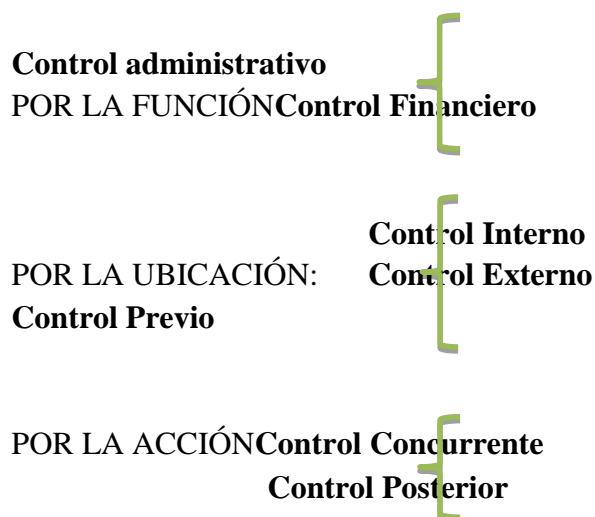 Control administrativo
POR LA FUNCIÓNControl Financiero
Control Interno
POR LA UBICACIÓN: Control Externo
Control Previo
POR LA ACCIÓNControl Concurrente
Control Posterior